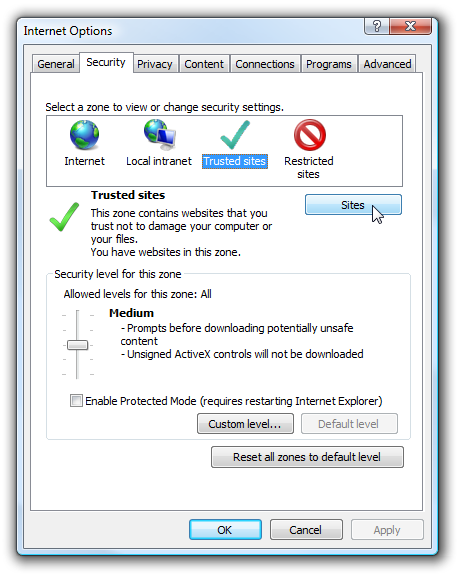 Internet Options
General Security Privacy Content Connections Programs Advanced
Select a zone to view or change security settings.
Internet Local intranet Trusted sites Restricted
sites
Trusted sites
Sites
This zone contains websites that you
trust not to damage your computer or
your files.
You have websites in this zone.
Security level for this zone
Allowed levels for this zone: All
Medium
- Prompts before downloading potentially unsafe
content
- Unsigned ActiveX controls will not be downloaded
Enable Protected Mode (requires restarting Internet Explorer)
Custom level... Default level
Reset all zones to default level
OK Cancel Apply